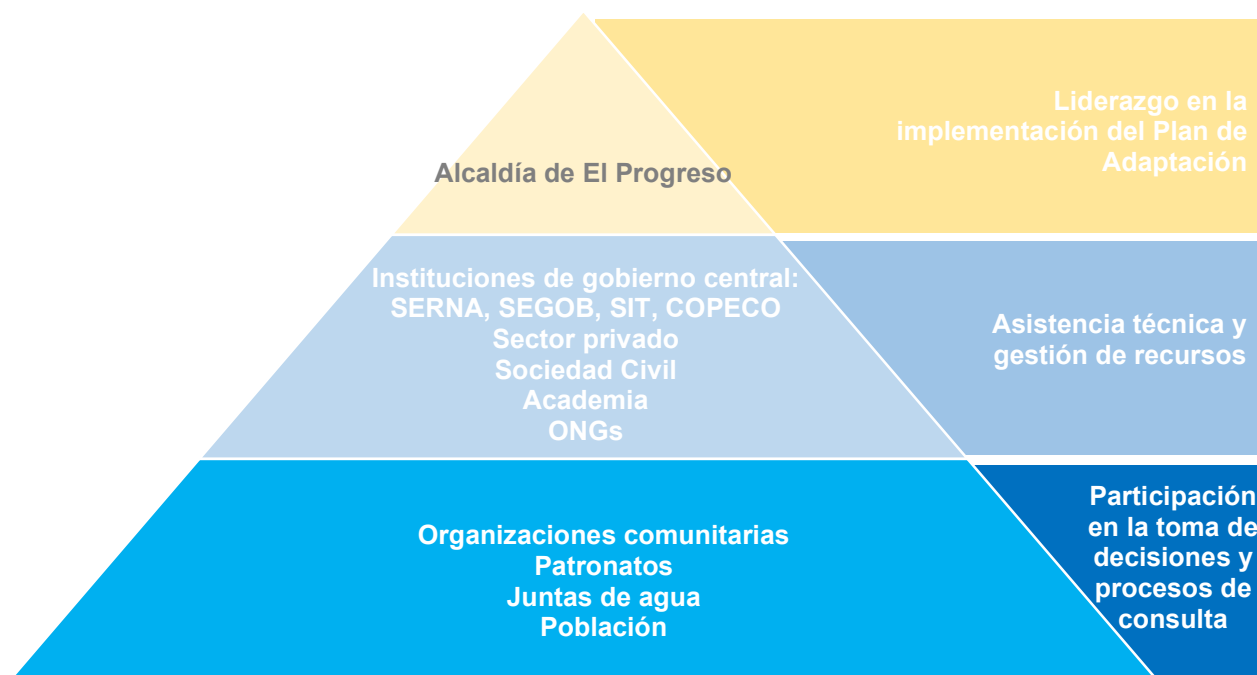 Liderazgo en la
implementación del Plan de
Adaptación
Alcaldía de El Progreso
Instituciones de gobierno central:
SERNA, SEGOB, SIT, COPECO
Sector privado
Sociedad Civil
Academia
ONGs
Asistencia técnica y
gestión de recursos
Organizaciones comunitarias
Patronatos
Juntas de agua
Población
Participación
en la toma de
decisiones y
procesos de
consulta